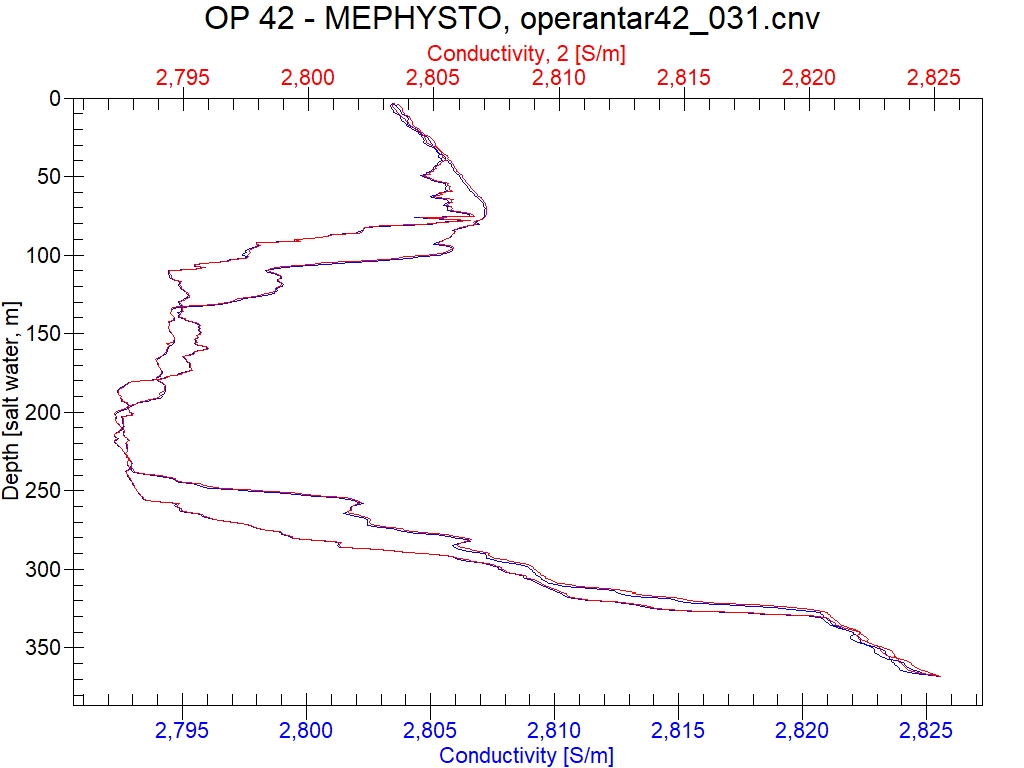 OP 42 - MEPHYSTO, operantar42_031.cnv
Conductivity, 2 [S/m]
2,795 2,800 2,805 2,810 2,815 2,820 2,825
0
50
100
150
200
250
300
350
Depth [salt water, m]
2,795 2,800 2,805 2,810 2,815 2,820 2,825
Conductivity [S/m]